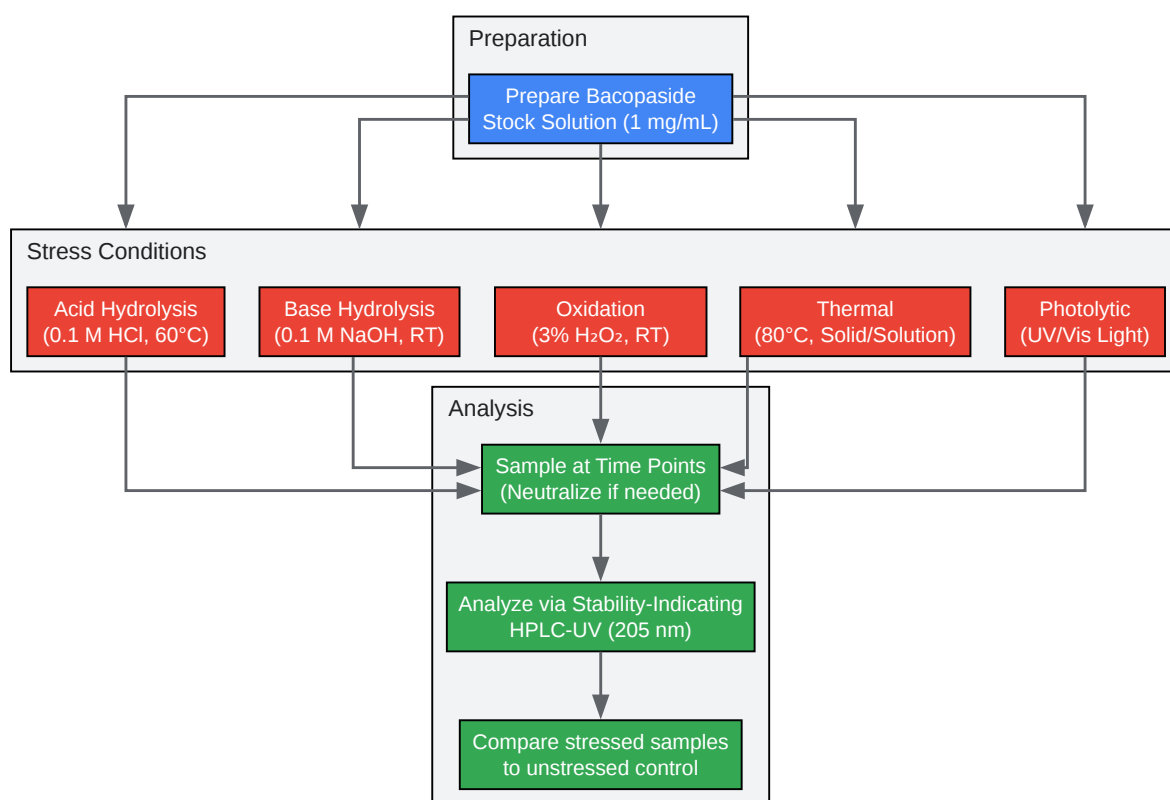 Preparation
Prepare Bacopaside
Stock Solution (1 mg/mL)
Stress Conditions
Acid Hydrolysis
(0.1 M HCl, 60°C)
Base Hydrolysis
(0.1 M NaOH, RT)
Oxidation
(3% H₂O₂, RT)
Thermal
(80°C, Solid/Solution)
Photolytic
(UV/Vis Light)
Analysis
Sample at Time Points
(Neutralize if needed)
Analyze via Stability-Indicating
HPLC-UV (205 nm)
Compare stressed samples
to unstressed control